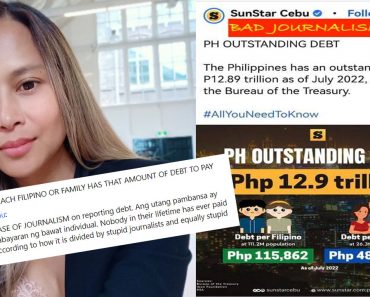 EACH FILIPINO OR FAMILY HAS THAT AMOUNT OF DEBT TO PAY
ASE OF JOURNALISM on reporting debt. Ang utang pambansa ay
bayaran ng bawat individual. Nobody in their lifetime has ever paid
ccording to how it is divided by stupid journalists and equally stupid
SunStar Cebu
Follo
BAD JOURNALIS
PH OUTSTANDING DEBT
The Philippines has an outstan
P12.89 trillion as of July 2022,
the Bureau of the Treasury.
#AllYouNeedToKnow
PH OUTSTANDING
Php 12.9 trill
Debt per Filipino
at 111.2M population
Php 115,862
Debt per
at 26.3
Php 48
As of July 2022
sunstarcebu
www.sunstar.com.p